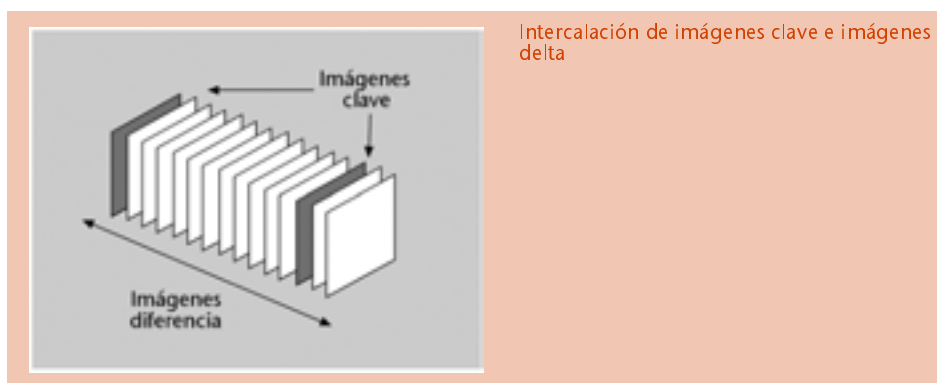 Intercalación de imágenes clave e imágenes
delta
Imágenes
clave
Imágenes
diferencia